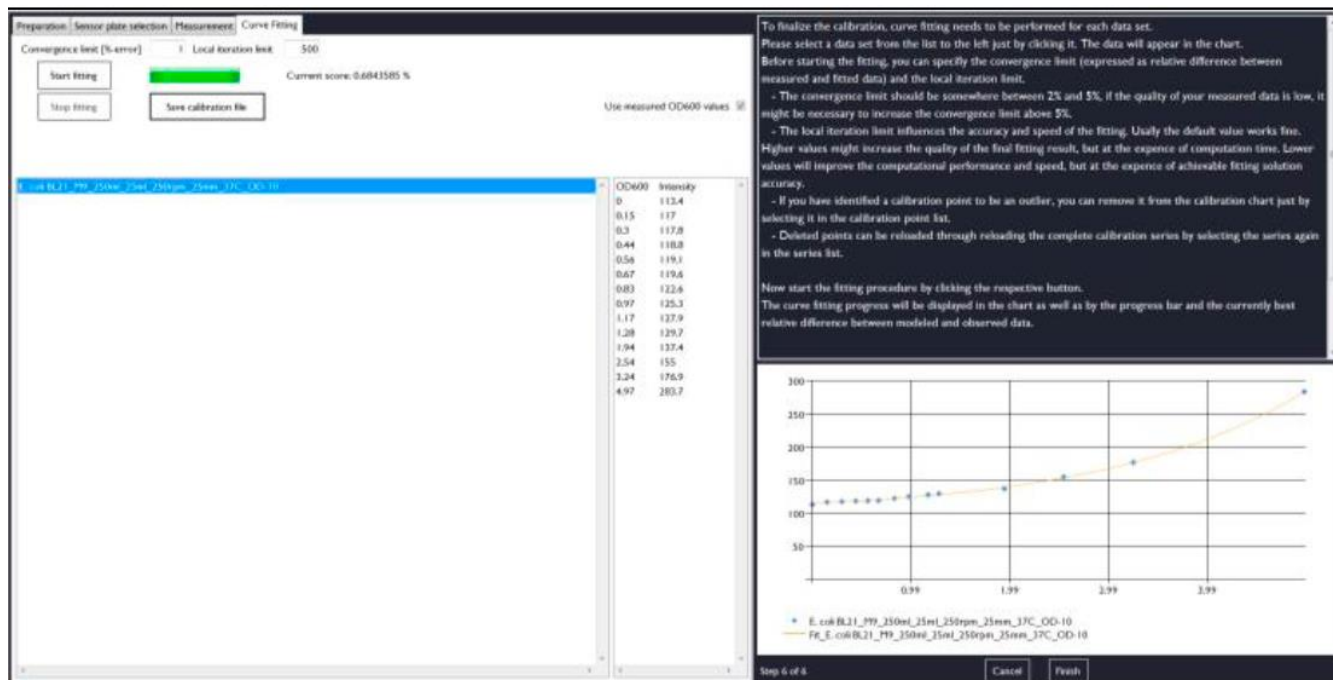 Preparation Sensor plate selection Measurement Curve Fitting
Convergence limit [%-error] 1 Local iteration limit 500
Start fitting
Current score: 0.6843585 %
Stop fitting
Save calibration file
Use measured OD600 values
E. coli BL21_M9_250ml_25ml_250rpm_25mm_37C_OD-10
OD600 Intensity
0 113.4
0.15 117
0.3 117.8
0.44 118.8
0.56 119.1
0.67 119.6
0.83 122.6
0.97 125.3
1.17 127.9
1.28 129.7
1.94 137.4
2.54 155
3.24 176.9
4.97 283.7
To finalize the calibration, curve fitting needs to be performed for each data set.
Please select a data set from the list to the left just by clicking it. The data will appear in the chart.
Before starting the fitting, you can specify the convergence limit (expressed as relative difference between
measured and fitted data) and the local iteration limit.
- The convergence limit should be somewhere between 2% and 5%, if the quality of your measured data is low, it
might be necessary to increase the convergence limit above 5%.
- The local iteration limit influences the accuracy and speed of the fitting. Usally the default value works fine.
Higher values might increase the quality of the final fitting result, but at the expence of computation time. Lower
values will improve the computational performance and speed, but at the expence of achievable fitting solution
accuracy.
- If you have identified a calibration point to be an outlier, you can remove it from the calibration chart just by
selecting it in the calibration point list.
- Deleted points can be reloaded through reloading the complete calibration series by selecting the series again
in the series list.
Now start the fitting procedure by clicking the respective button.
The curve fitting progress will be displayed in the chart as well as by the progress bar and the currently best
relative difference between modeled and observed data.
300
250
200
150
100
50
0.99 1.99 2.99 3.99
E. coli BL21_M9_250ml_25ml_250rpm_25mm_37C_OD-10
Fit_E. coli BL21_M9_250ml_25ml_250rpm_25mm_37C_OD-10
Step 6 of 6 Cancel Finish